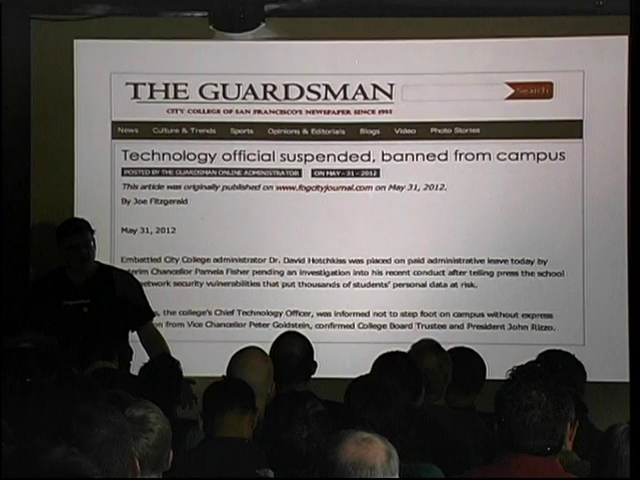 THE GUARDSMAN
Search
CITY COLLEGE OF SAN FRANCISCO'S NEWSPAPER SINCE 1935
News Culture & Trends Sports Opinions & Editorials Blogs Video Photo Stories
Technology official suspended, banned from campus
POSTED BY THE GUARDSMAN ONLINE ADMINISTRATOR ON MAY - 31 - 2012
This article was originally published on www.fogcityjournal.com on May 31, 2012.
By Joe Fitzgerald
May 31, 2012
Embattled City College administrator Dr. David Hotchkiss was placed on paid administrative leave today by
Interim Chancellor Pamela Fisher pending an investigation into his recent conduct after telling press the school
network security vulnerabilities that put thousands of students' personal data at risk.
the college's Chief Technology Officer, was informed not to step foot on campus without express
from Vice Chancellor Peter Goldstein, confirmed College Board Trustee and President John Rizzo.